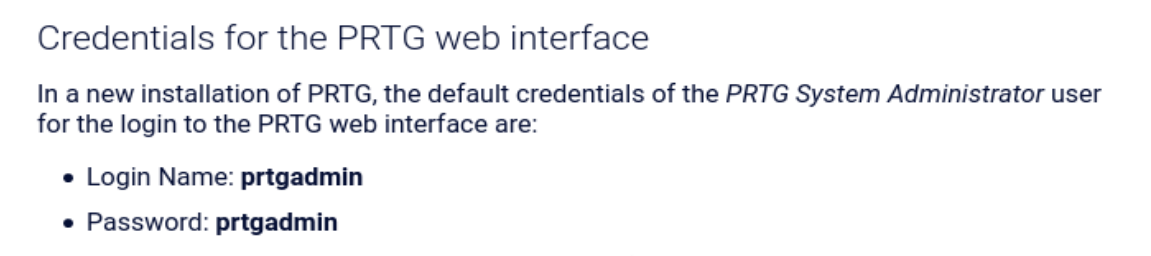 Credentials for the PRTG web interface
In a new installation of PRTG, the default credentials of the PRTG System Administrator user
for the login to the PRTG web interface are:
• Login Name: prtgadmin
• Password: prtgadmin